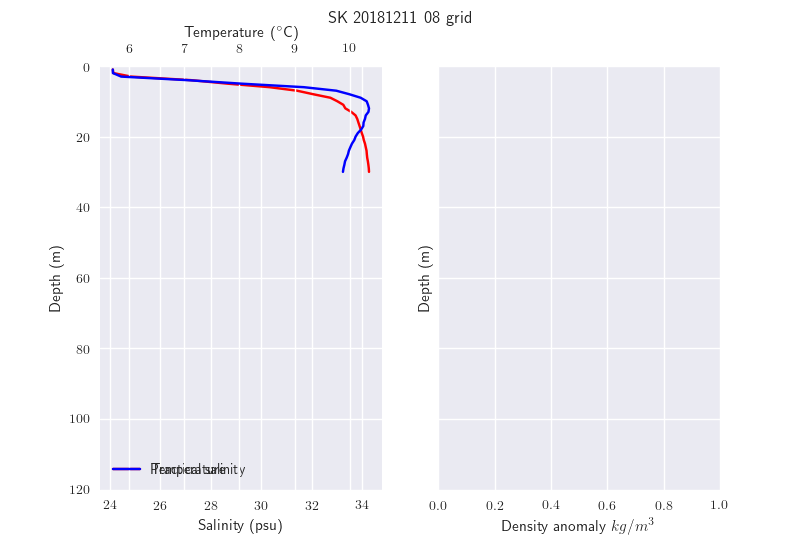 SK 20181211 08 grid
Temperature (°C)
6 7 8 9 10
0
20
40
60
80
100
120
Depth (m)
24 26 28 30 32 34
Salinity (psu)
Depth (m)
0.0 0.2 0.4 0.6 0.8 1.0
Density anomaly kg/m³